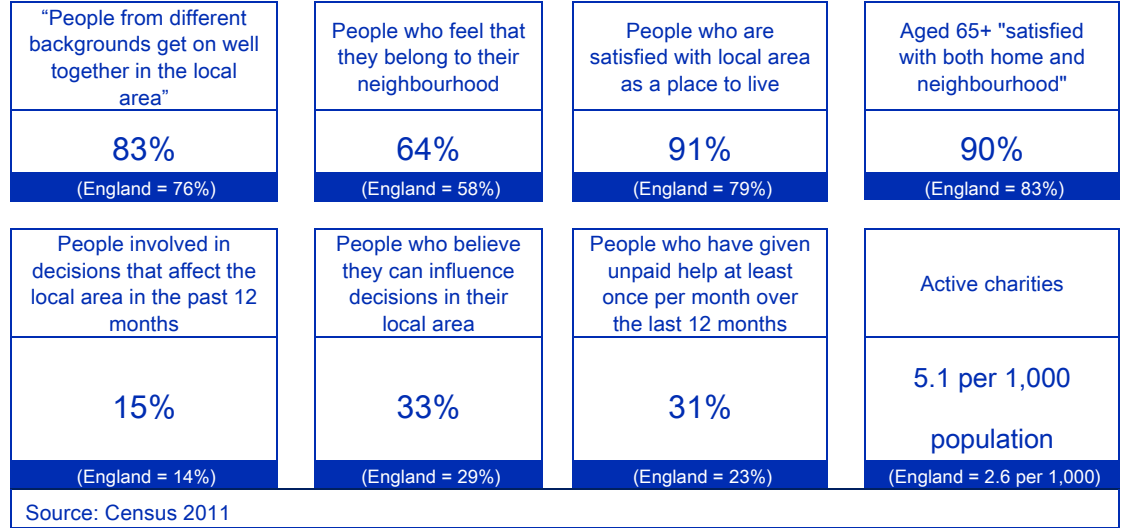 “People from different
backgrounds get on well
together in the local
area”
83%
(England = 76%)
People who feel that
they belong to their
neighbourhood
64%
(England = 58%)
People who are
satisfied with local area
as a place to live
91%
(England = 79%)
Aged 65+ "satisfied
with both home and
neighbourhood"
90%
(England = 83%)
People involved in
decisions that affect the
local area in the past 12
months
15%
(England = 14%)
People who believe
they can influence
decisions in their
local area
33%
(England = 29%)
People who have given
unpaid help at least
once per month over
the last 12 months
31%
(England = 23%)
Active charities
5.1 per 1,000
population
(England = 2.6 per 1,000)
Source: Census 2011